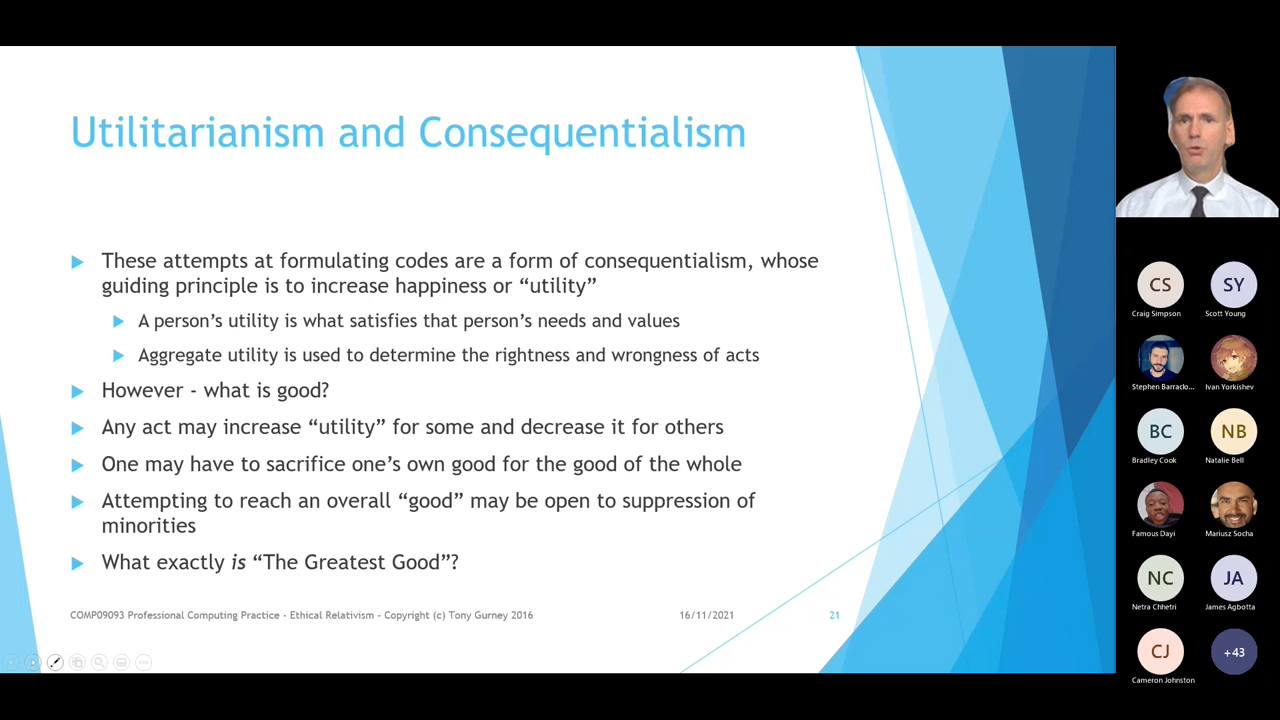 Utilitarianism and Consequentialism
These attempts at formulating codes are a form of consequentialism, whose
guiding principle is to increase happiness or “utility”
A person’s utility is what satisfies that person’s needs and values
Aggregate utility is used to determine the rightness and wrongness of acts
However - what is good?
Any act may increase “utility” for some and decrease it for others
One may have to sacrifice one’s own good for the good of the whole
Attempting to reach an overall “good” may be open to suppression of
minorities
What exactly is “The Greatest Good”?
COMP09093 Professional Computing Practice - Ethical Relativism - Copyright (c) Tony Gurney 2016
16/11/2021
21
CS
SY
Craig Simpson
Scott Young
Stephen Barraclo...
Ivan Yorkishev
BC
NB
Bradley Cook
Natalie Bell
Famous Dayi
Mariusz Socha
NC
JA
Netra Chhetri
James Agbotta
CJ
+43
Cameron Johnston